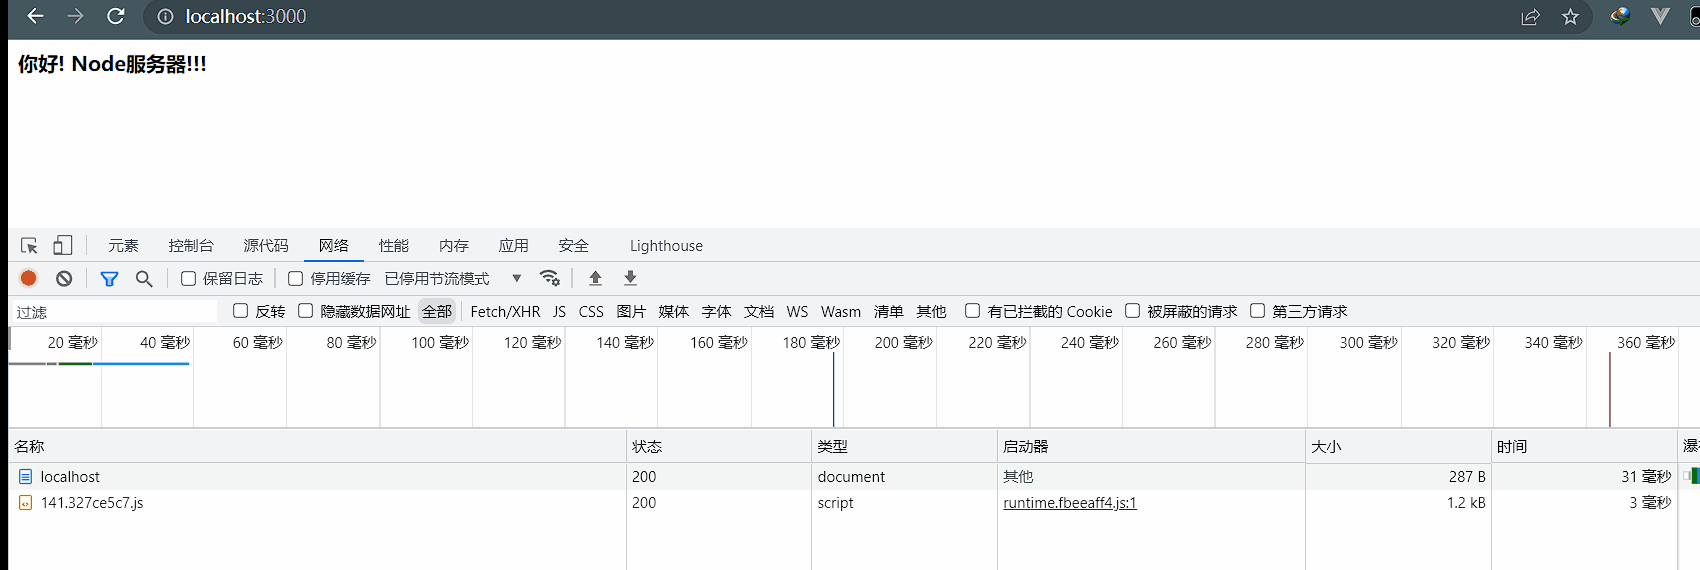 localhost:3000
你好! Node服务器!!!
元素 控制台 源代码 网络 性能 内存 应用 安全 Lighthouse
保留日志 停用缓存 已停用节流模式
过滤 反转 隐藏数据网址 全部 Fetch/XHR JS CSS 图片 媒体 字体 文档 WS Wasm 清单 其他 有已拦截的 Cookie 被屏蔽的请求 第三方请求
20 毫秒 40 毫秒 60 毫秒 80 毫秒 100 毫秒 120 毫秒 140 毫秒 160 毫秒 180 毫秒 200 毫秒 220 毫秒 240 毫秒 260 毫秒 280 毫秒 300 毫秒 320 毫秒 340 毫秒 360 毫秒
名称 状态 类型 启动器 大小 时间
localhost 200 document 其他 287 B 31 毫秒
141.327ce5c7.js 200 script runtime.fbeeaff4.js:1 1.2 kB 3 毫秒